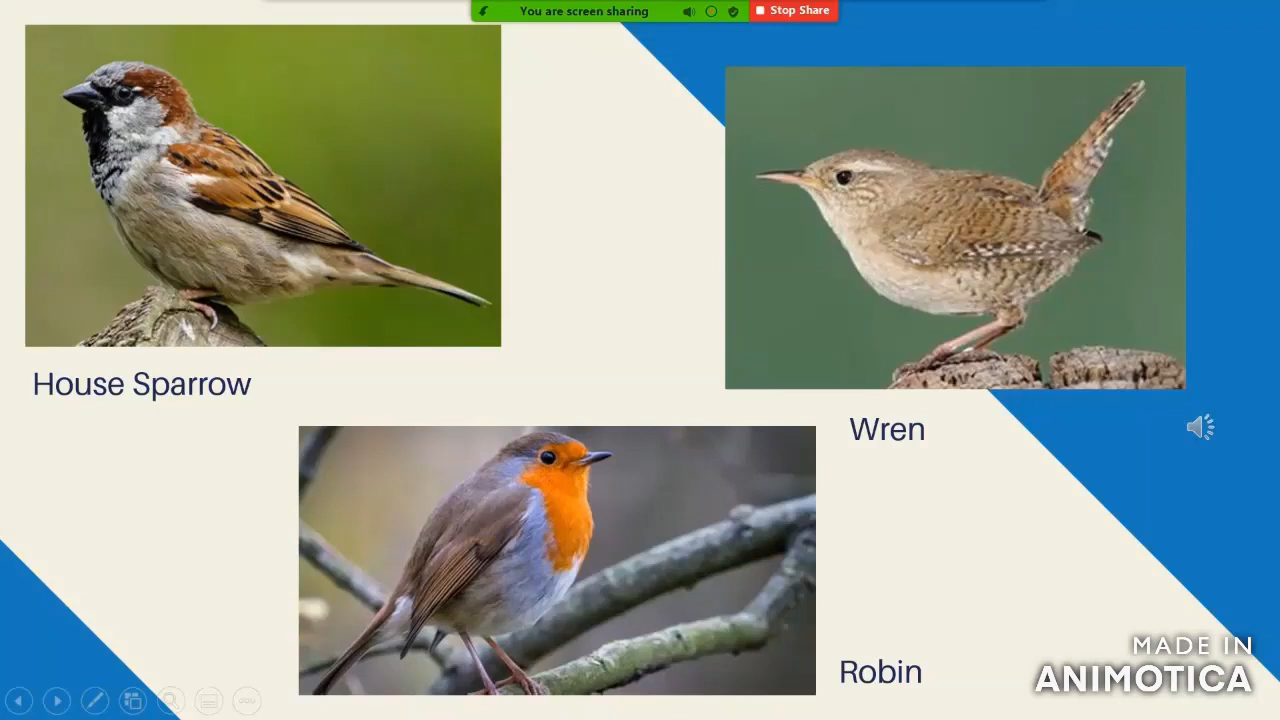 You are screen sharing
Stop Share
House Sparrow
Wren
Robin
MADE IN
ANIMOTICA